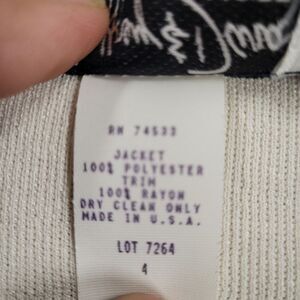 RN 74533
JACKET
100% POLYESTER
TRIM
100% RAYON
DRY CLEAN ONLY
MADE IN U.S.A.
LOT 7264
4